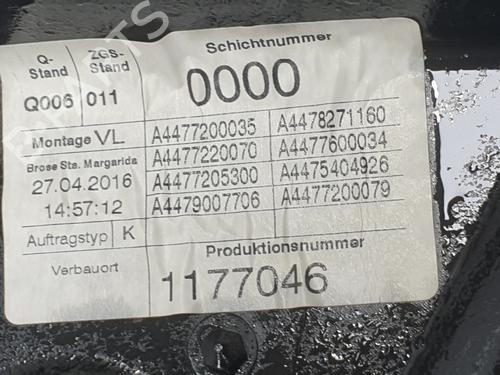 Q-Stand
ZGS-Stand
Schichtnummer
Q006
011
0000
Montage VL
Brose Sta. Margarida
27.04.2016
14:57:12
A4477200035
A4478271160
A4477220070
A4477600034
A4477205300
A4475404926
A4479007706
A4477200079
Auftragstyp
K
Verbauort
Produktionsnummer
1177046